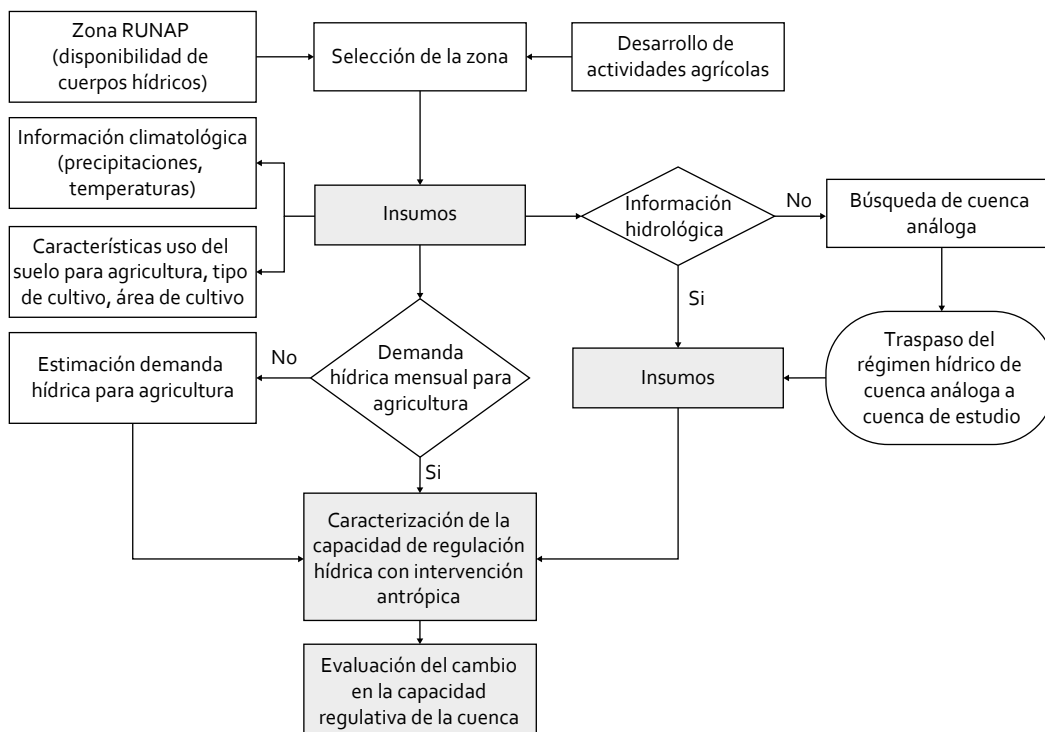 Zona RUNAP
(disponibilidad de
cuerpos hídricos)
Selección de la zona
Desarrollo de
actividades agrícolas
Información climatológica
(precipitaciones,
temperaturas)
Insumos
Información
hidrológica
No
Búsqueda de cuenca
análoga
Características uso del
suelo para agricultura, tipo
de cultivo, área de cultivo
Si
Estimación demanda
hídrica para agricultura
No
Demanda
hídrica mensual para
agricultura
Insumos
Traspaso del
régimen hídrico de
cuenca análoga a
cuenca de estudio
Si
Caracterización de la
capacidad de regulación
hídrica con intervención
antrópica
Evaluación del cambio
en la capacidad
regulativa de la cuenca